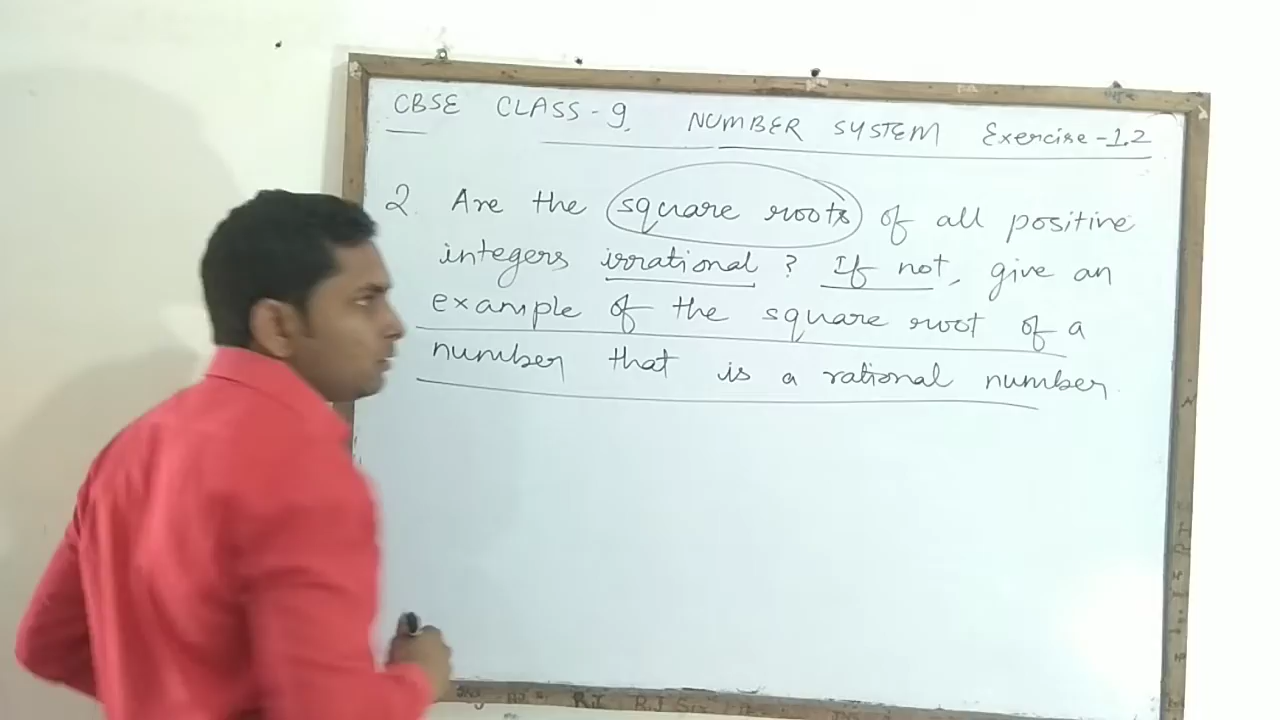 CBSE CLASS-9. NUMBER SYSTEM Exercise-1.2
2. Are the square roots of all positive
integers irrational? If not, give an
example of the square root of a
number that is a rational number.